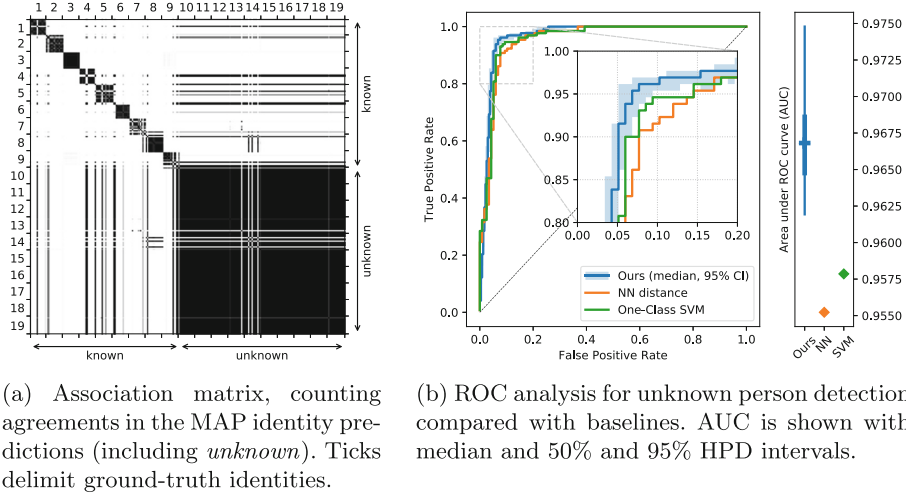 1 2 3 4 5 6 7 8 9 10 11 12 13 14 15 16 17 18 19
1
2
3
4
5
6
7
8
9
10
11
12
13
14
15
16
17
18
19
known
unknown
known
unknown
True Positive Rate
1.0
0.8
0.6
0.4
0.2
0.0
0.0 0.2 0.4 0.6 0.8 1.0
False Positive Rate
1.00
0.95
0.90
0.85
0.80
0.00 0.05 0.10 0.15 0.20
Ours (median, 95% CI)
NN distance
One-Class SVM
Area under ROC curve (AUC)
0.9750
0.9725
0.9700
0.9675
0.9650
0.9625
0.9600
0.9575
0.9550
Ours
NN
SVM
(a) Association matrix, counting
agreements in the MAP identity pre-
dictions (including unknown). Ticks
delimit ground-truth identities.
(b) ROC analysis for unknown person detection
compared with baselines. AUC is shown with
median and 50% and 95% HPD intervals.